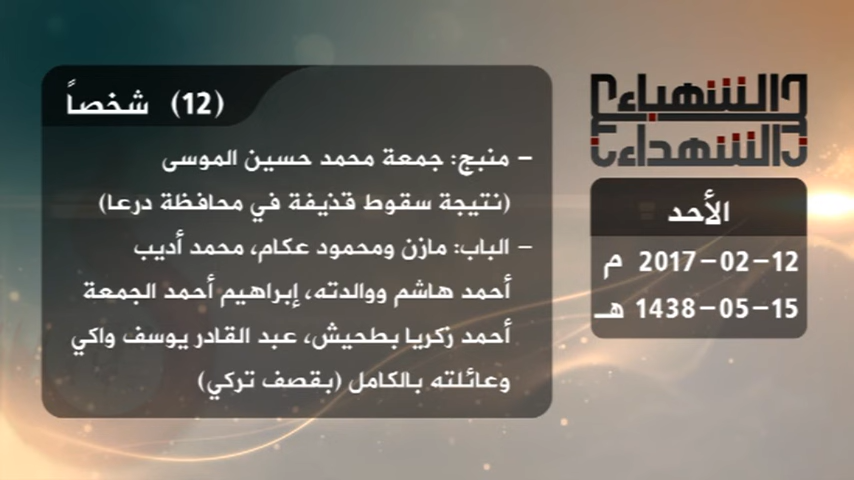 الشهباء
الشهداء
الأحد
12-02-2017 م
15-05-1438 هـ
(12) شخصاً
- منبج: جمعة محمد حسين الموسى
(نتيجة سقوط قذيفة في محافظة درعا)
- الباب: مازن ومحمود عكام، محمد أديب
أحمد هاشم ووالدته، إبراهيم أحمد الجمعة
أحمد زكريا بطحيش، عبد القادر يوسف واكي
وعائلته بالكامل (بقصف تركي)